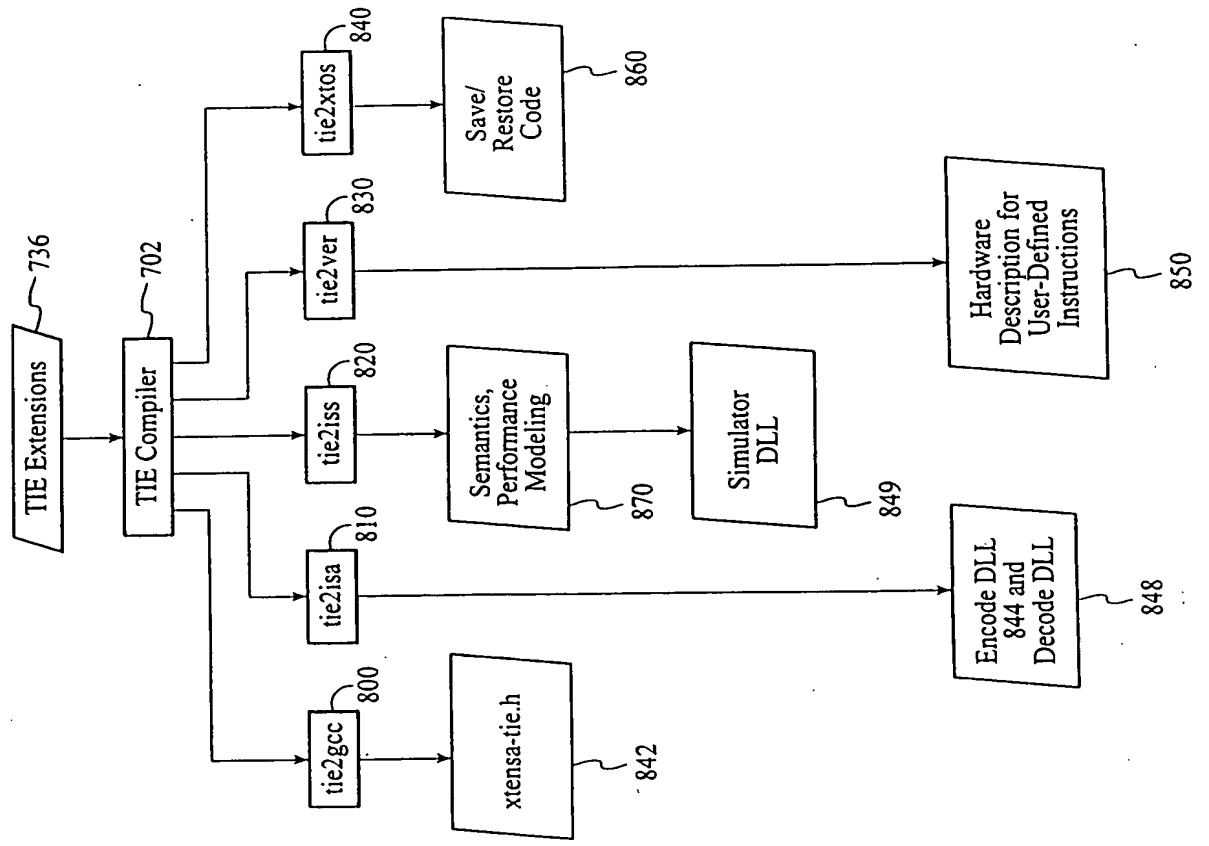 TIE Extensions
736
TIE Compiler
702
tie2gcc
800
tie2isa
810
tie2iss
820
tie2ver
830
tie2xtos
840
xtensa-tie.h
842
Semantics,
Performance
Modeling
870
Save/
Restore
Code
860
Simulator
DLL
849
Encode DLL
844 and
Decode DLL
848
Hardware
Description for
User-Defined
Instructions
850